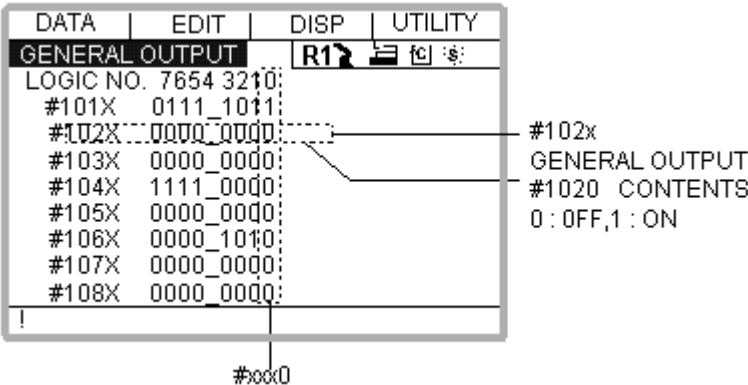 DATA EDIT DISP UTILITY
GENERAL OUTPUT R1 C S
LOGIC NO. 7654 3210
#101X 0111_1011
#102X 0000_0000
#103X 0000_0000
#104X 1111_0000
#105X 0000_0000
#106X 0000_1010
#107X 0000_0000
#108X 0000_0000
!
#102x
GENERAL OUTPUT
#1020 CONTENTS
0 : 0FF,1 : ON
#xxx0